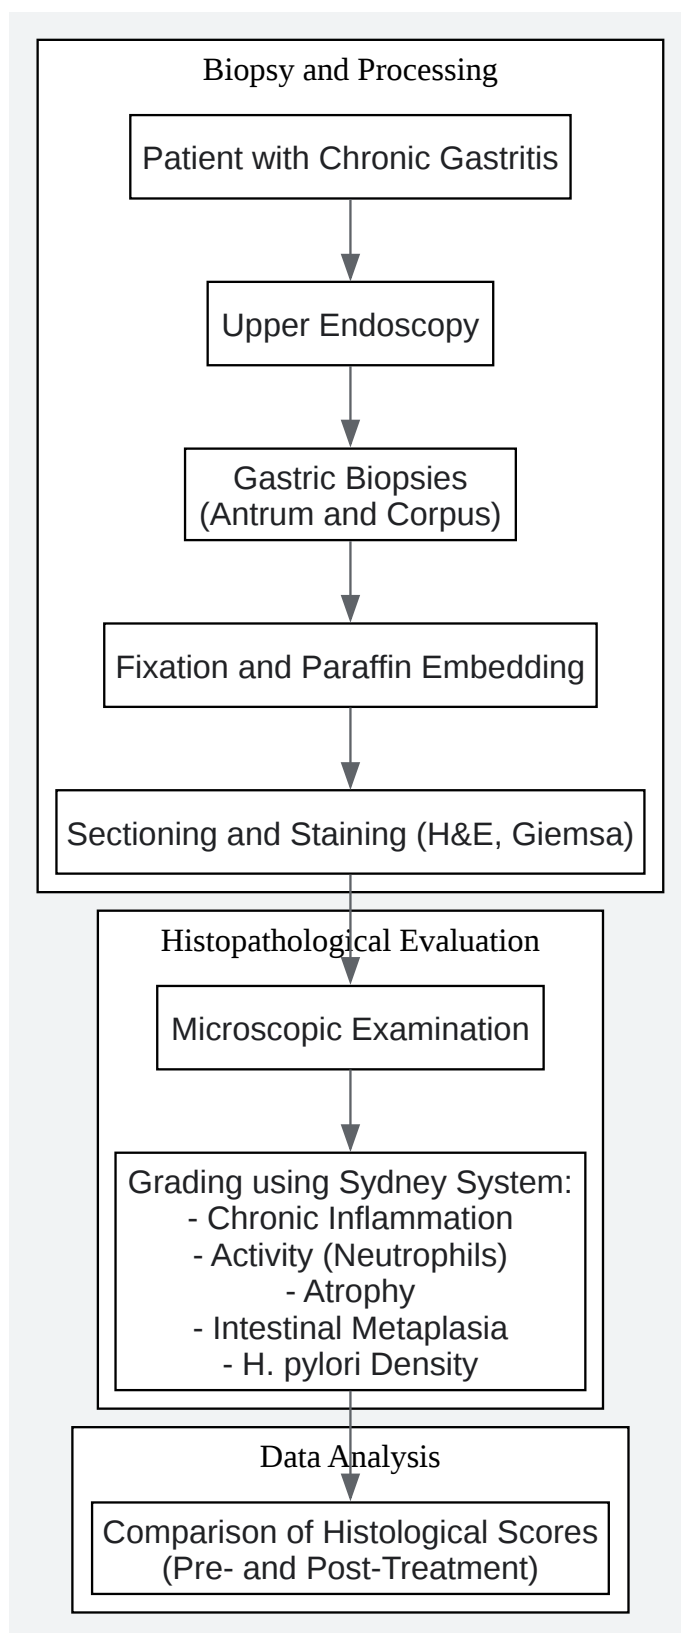 Biopsy and Processing
Patient with Chronic Gastritis
Upper Endoscopy
Gastric Biopsies
(Antrum and Corpus)
Fixation and Paraffin Embedding
Sectioning and Staining (H&E, Giemsa)
Histopathological Evaluation
Microscopic Examination
Grading using Sydney System:
- Chronic Inflammation
- Activity (Neutrophils)
- Atrophy
- Intestinal Metaplasia
- H. pylori Density
Data Analysis
Comparison of Histological Scores
(Pre- and Post-Treatment)